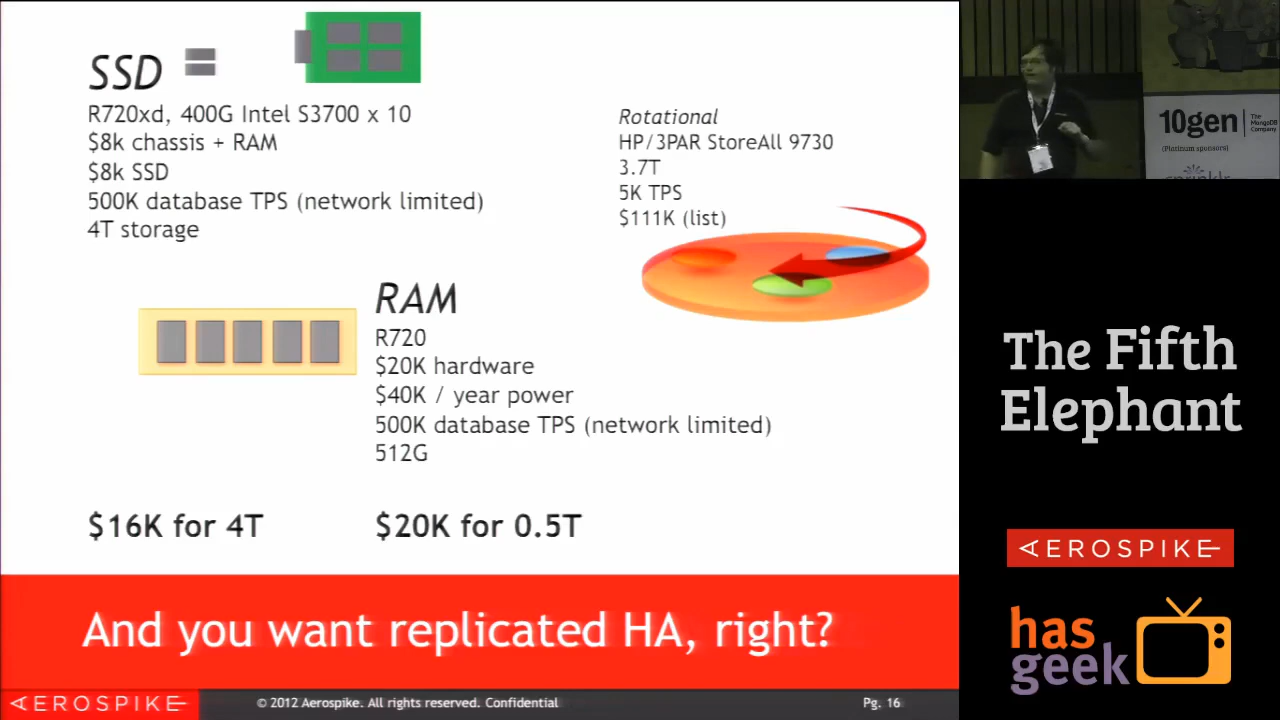 SSD
R720xd, 400G Intel S3700 x 10
$8k chassis + RAM
$8k SSD
500K database TPS (network limited)
4T storage
Rotational
HP/3PAR StoreAll 9730
3.7T
5K TPS
$111K (list)
RAM
R720
$20K hardware
$40K / year power
500K database TPS (network limited)
512G
$16K for 4T
$20K for 0.5T
And you want replicated HA, right?
AEROSPIKE
© 2012 Aerospike. All rights reserved. Confidential
Pg. 16
10gen
The
MongoDB
Company
(Platinum sponsors)
sprinklr
The Fifth
Elephant
AEROSPIKE
has
geek